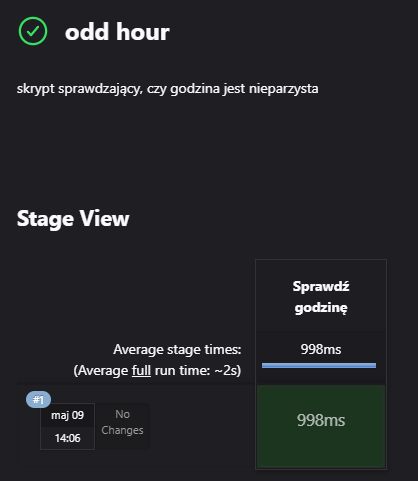 odd hour
skrypt sprawdzający, czy godzina jest nieparzysta
Stage View
Sprawdź
godzinę
Average stage times:
998ms
(Average full run time: ~2s)
#1
maj 09
14:06
No
Changes
998ms